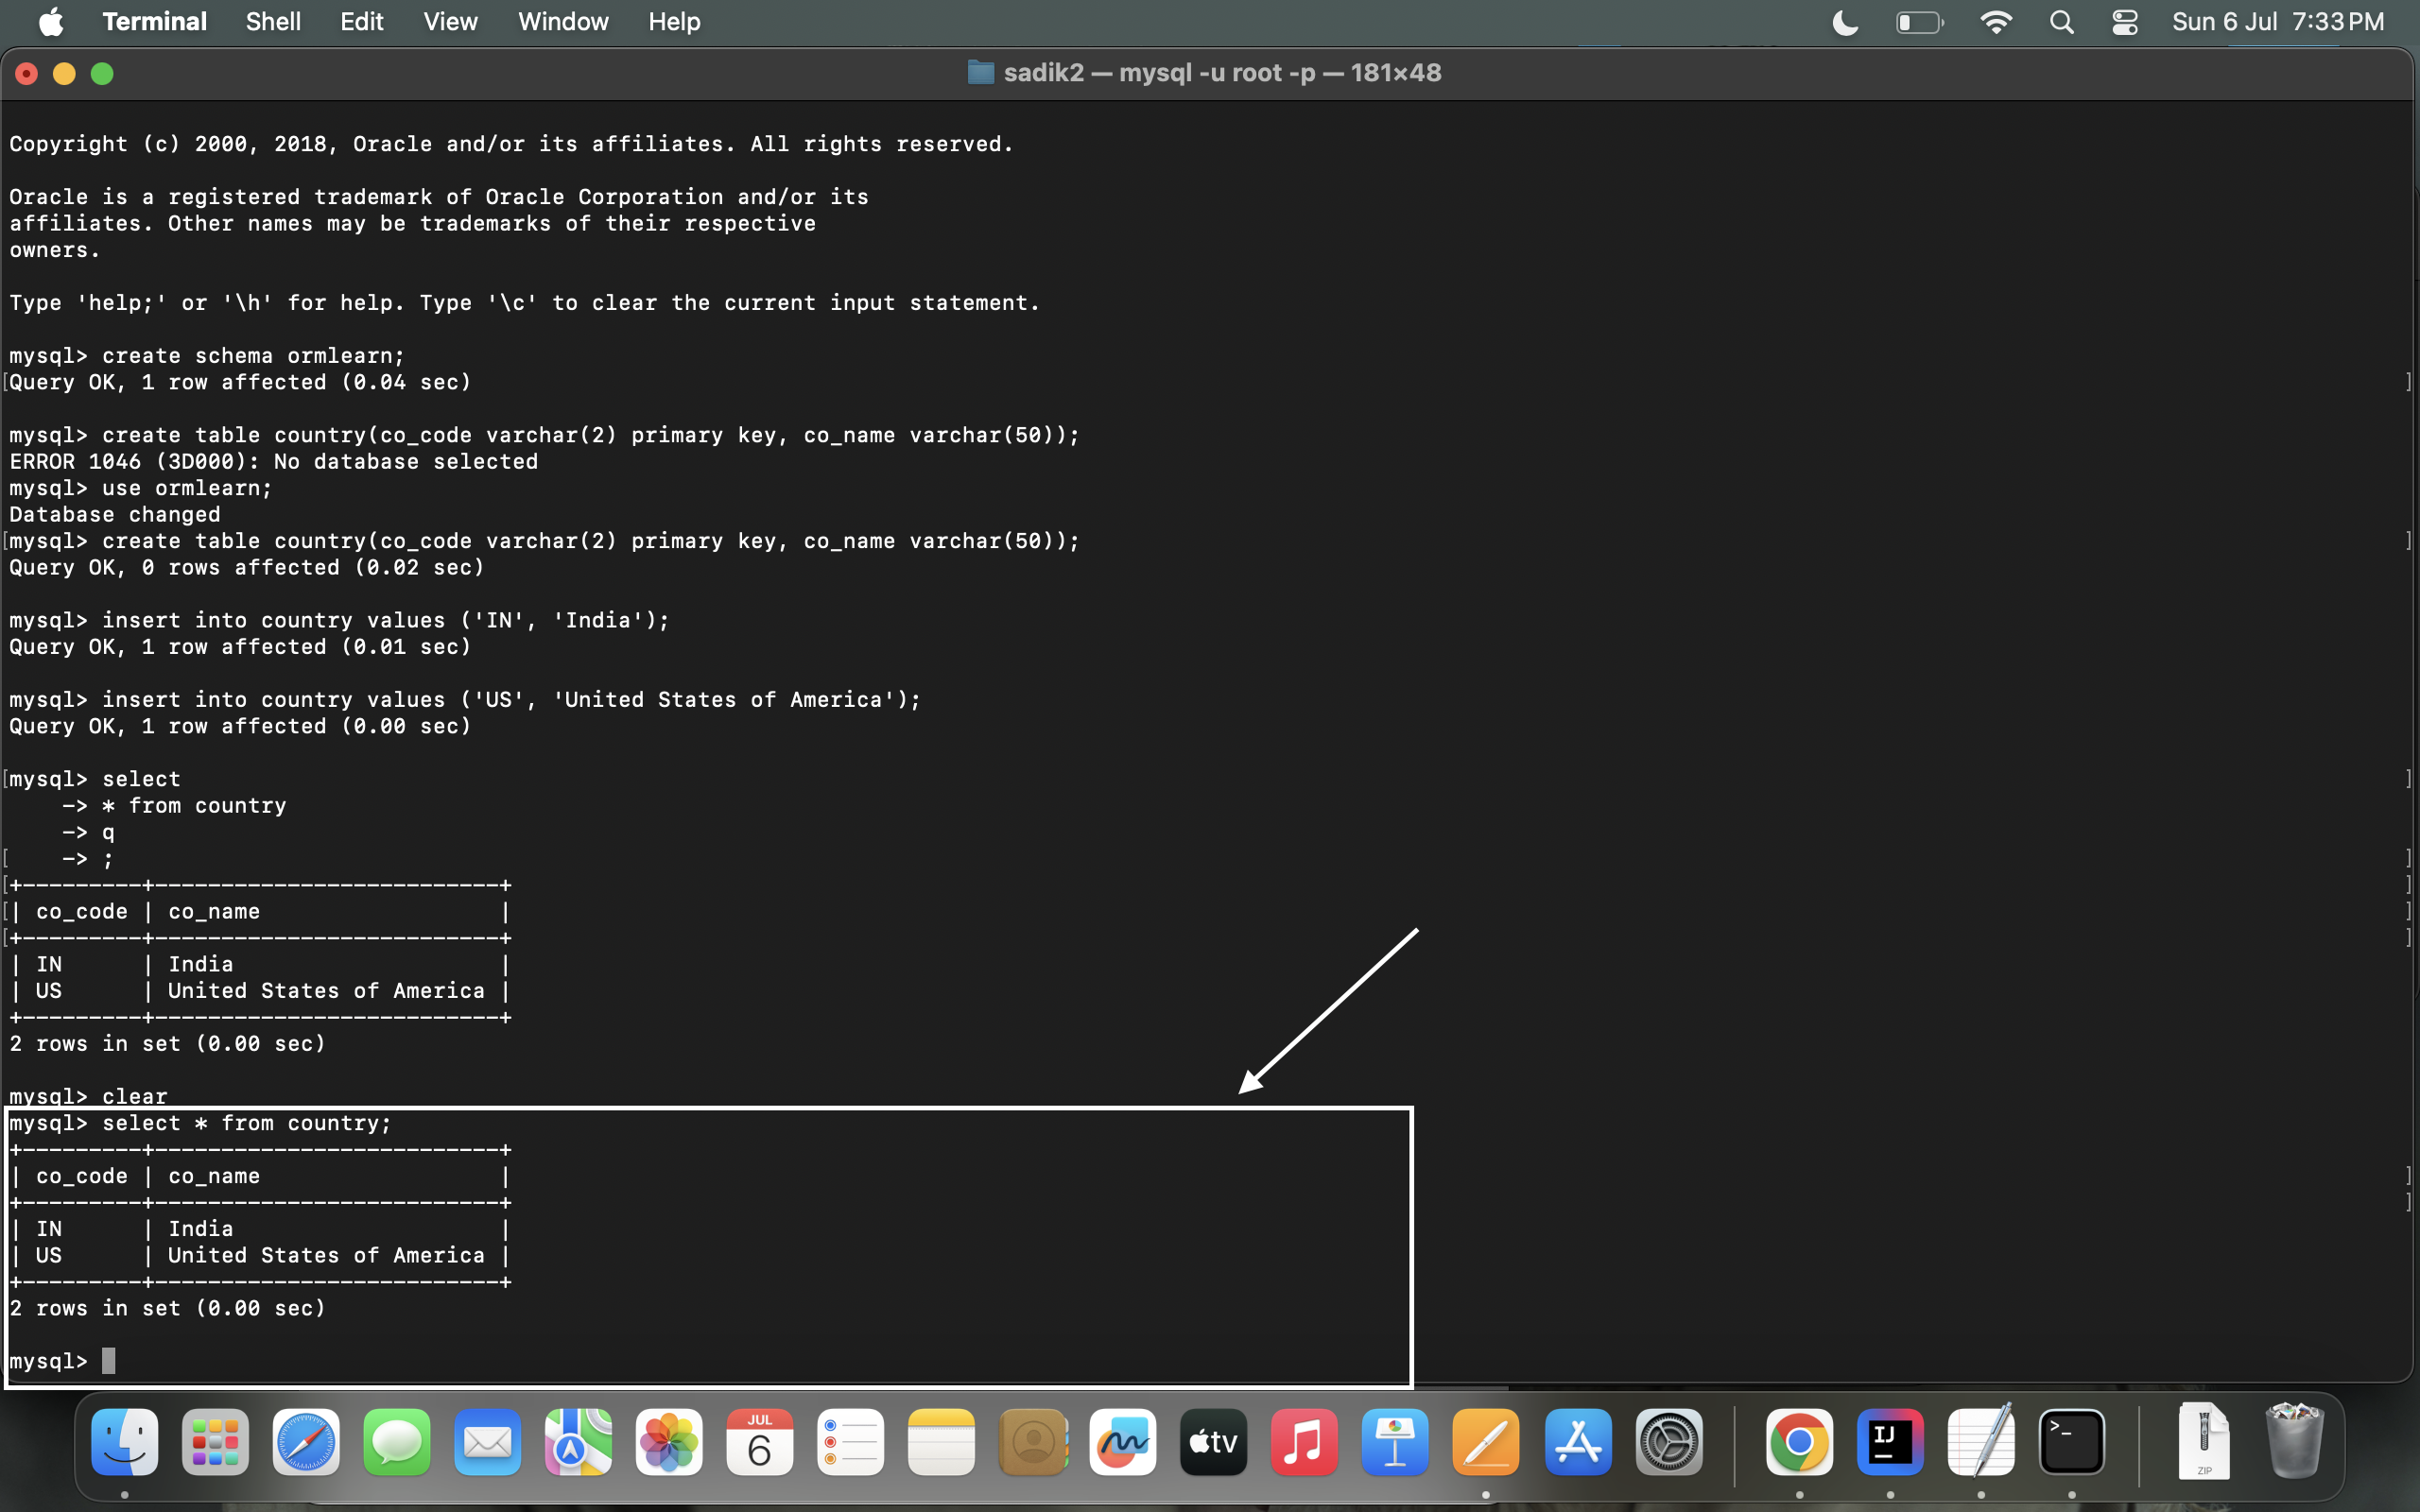 Terminal Shell Edit View Window Help Sun 6 Jul 7:33 PM
sadik2 — mysql -u root -p — 181×48
Copyright (c) 2000, 2018, Oracle and/or its affiliates. All rights reserved.
Oracle is a registered trademark of Oracle Corporation and/or its
affiliates. Other names may be trademarks of their respective
owners.
Type 'help;' or '\h' for help. Type '\c' to clear the current input statement.
mysql> create schema ormlearn;
[Query OK, 1 row affected (0.04 sec) ]
mysql> create table country(co_code varchar(2) primary key, co_name varchar(50));
ERROR 1046 (3D000): No database selected
mysql> use ormlearn;
Database changed
[mysql> create table country(co_code varchar(2) primary key, co_name varchar(50)); ]
Query OK, 0 rows affected (0.02 sec)
mysql> insert into country values ('IN', 'India');
Query OK, 1 row affected (0.01 sec)
mysql> insert into country values ('US', 'United States of America');
Query OK, 1 row affected (0.00 sec)
[mysql> select ]
-> * from country
-> q
[ -> ; ]
[+---------+--------------------------+ ]
[| co_code | co_name                  | ]
[+---------+--------------------------+ ]
| IN      | India                    |
| US      | United States of America |
+---------+--------------------------+
2 rows in set (0.00 sec)
mysql> clear
mysql> select * from country;
+---------+--------------------------+
| co_code | co_name                  | ]
+---------+--------------------------+ ]
| IN      | India                    |
| US      | United States of America |
+---------+--------------------------+
2 rows in set (0.00 sec)
mysql>
JUL
6
tv
IJ
>_
ZIP